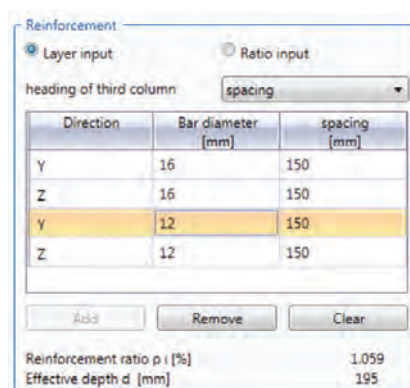 Reinforcement
Layer input Ratio input
heading of third column spacing
Direction Bar diameter spacing
[mm] [mm]
Y 16 150
Z 16 150
Y 12 150
Z 12 150
Add Remove Clear
Reinforcement ratio ρ ı [%] 1.059
Effective depth d [mm] 195